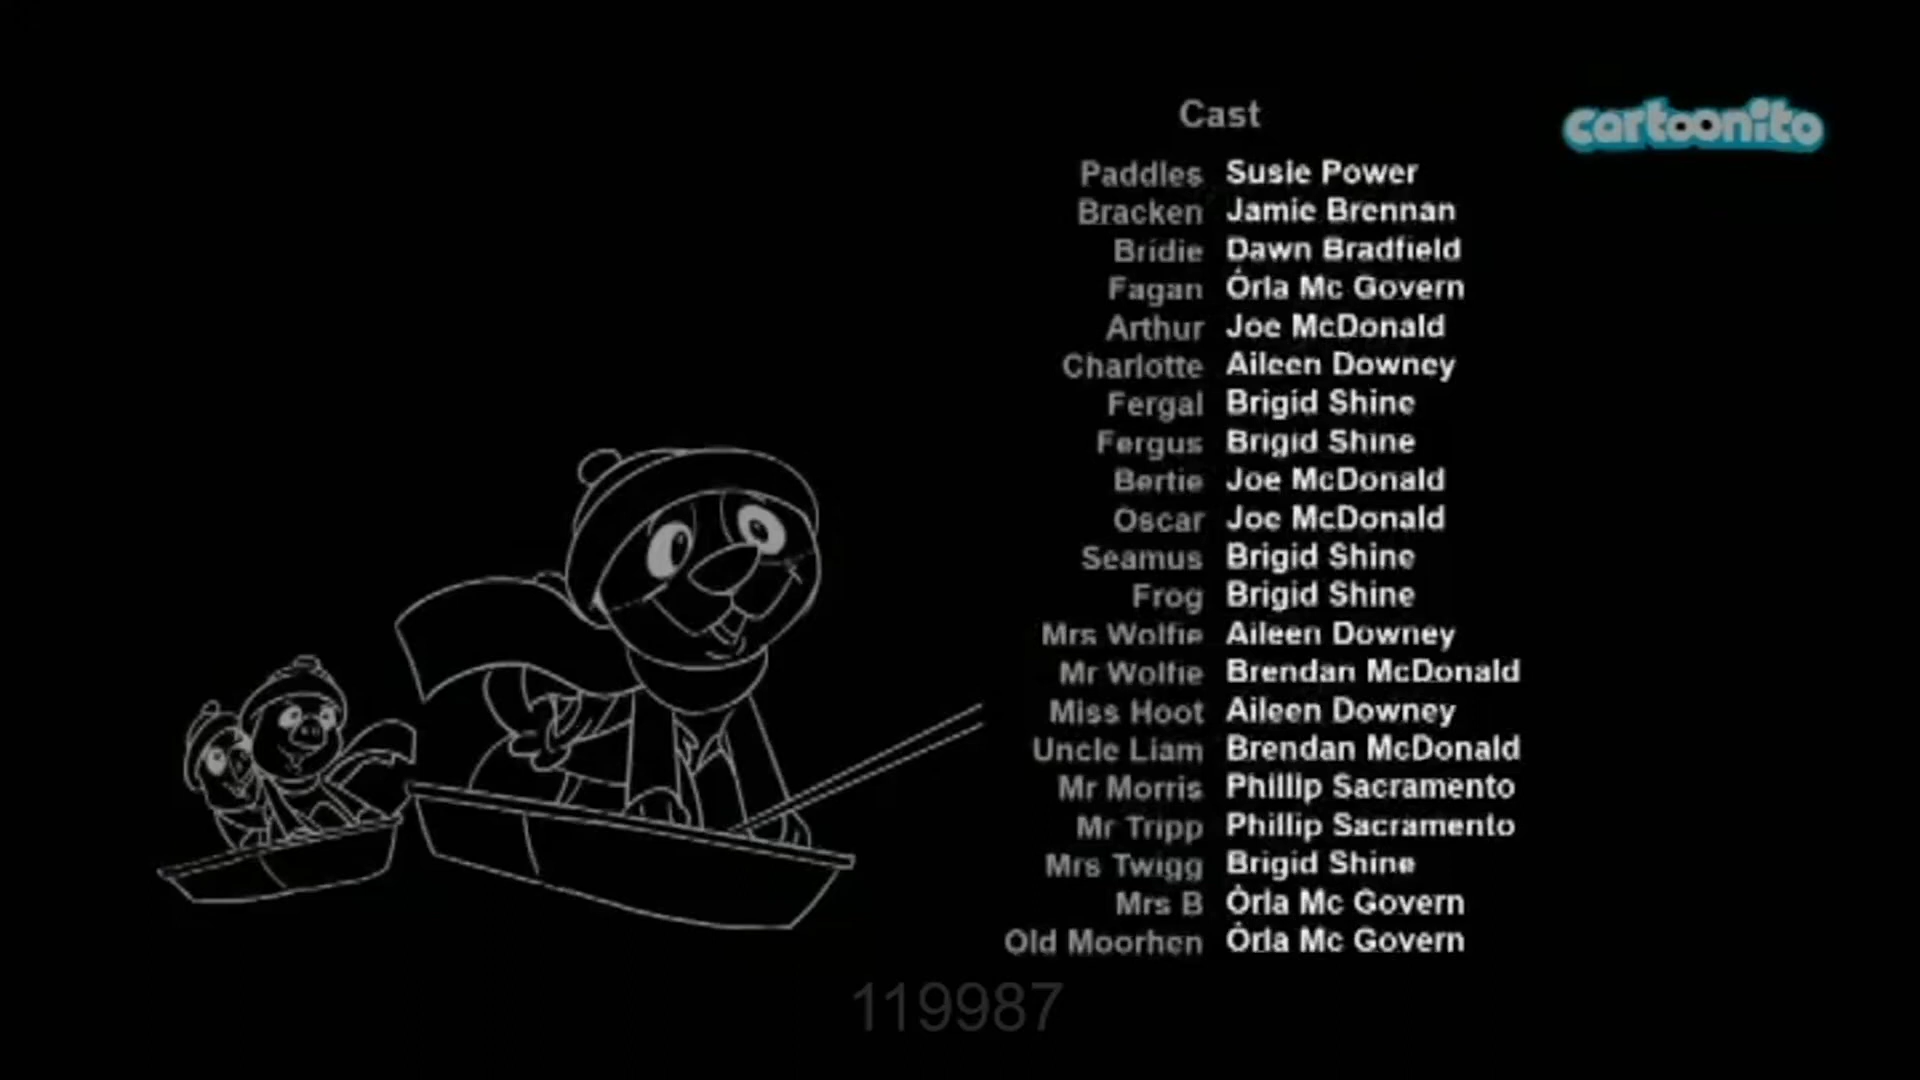 Cast
cartoonito
Paddles Susie Power
Bracken Jamie Brennan
Bridie Dawn Bradfield
Fagan Órla Mc Govern
Arthur Joe McDonald
Charlotte Aileen Downey
Fergal Brigid Shine
Fergus Brigid Shine
Bertie Joe McDonald
Oscar Joe McDonald
Seamus Brigid Shine
Frog Brigid Shine
Mrs Wolfie Aileen Downey
Mr Wolfie Brendan McDonald
Miss Hoot Aileen Downey
Uncle Liam Brendan McDonald
Mr Morris Phillip Sacramento
Mr Tripp Phillip Sacramento
Mrs Twigg Brigid Shine
Mrs B Órla Mc Govern
Old Moorhen Órla Mc Govern
119987